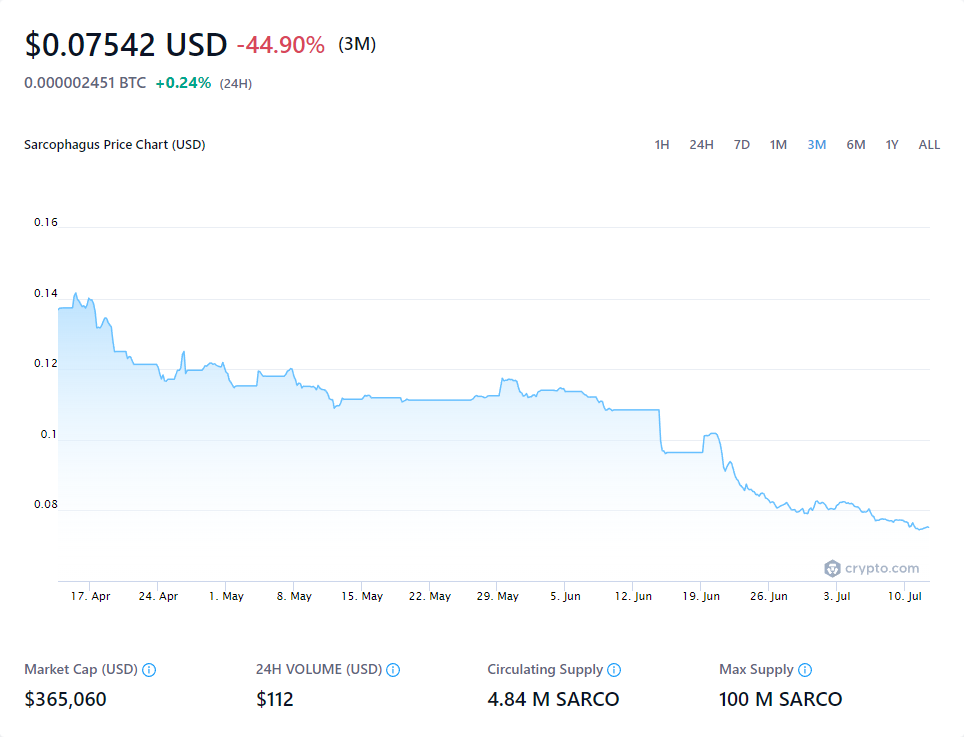 $0.07542 USD -44.90% (3M)
0.000002451 BTC +0.24% (24H)
Sarcophagus Price Chart (USD)
1H 24H 7D 1M 3M 6M 1Y ALL
0.16
0.14
0.12
0.1
0.08
crypto.com
17. Apr 24. Apr 1. May 8. May 15. May 22. May 29. May 5. Jun 12. Jun 19. Jun 26. Jun 3. Jul 10. Jul
Market Cap (USD) 24H VOLUME (USD) Circulating Supply Max Supply
$365,060 $112 4.84 M SARCO 100 M SARCO